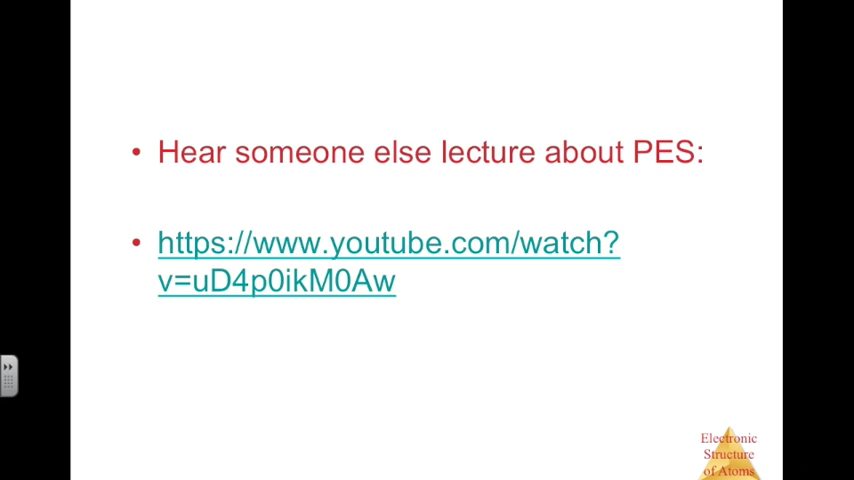 • Hear someone else lecture about PES:
• https://www.youtube.com/watch?
v=uD4p0ikM0Aw
Electronic
Structure
of Atoms